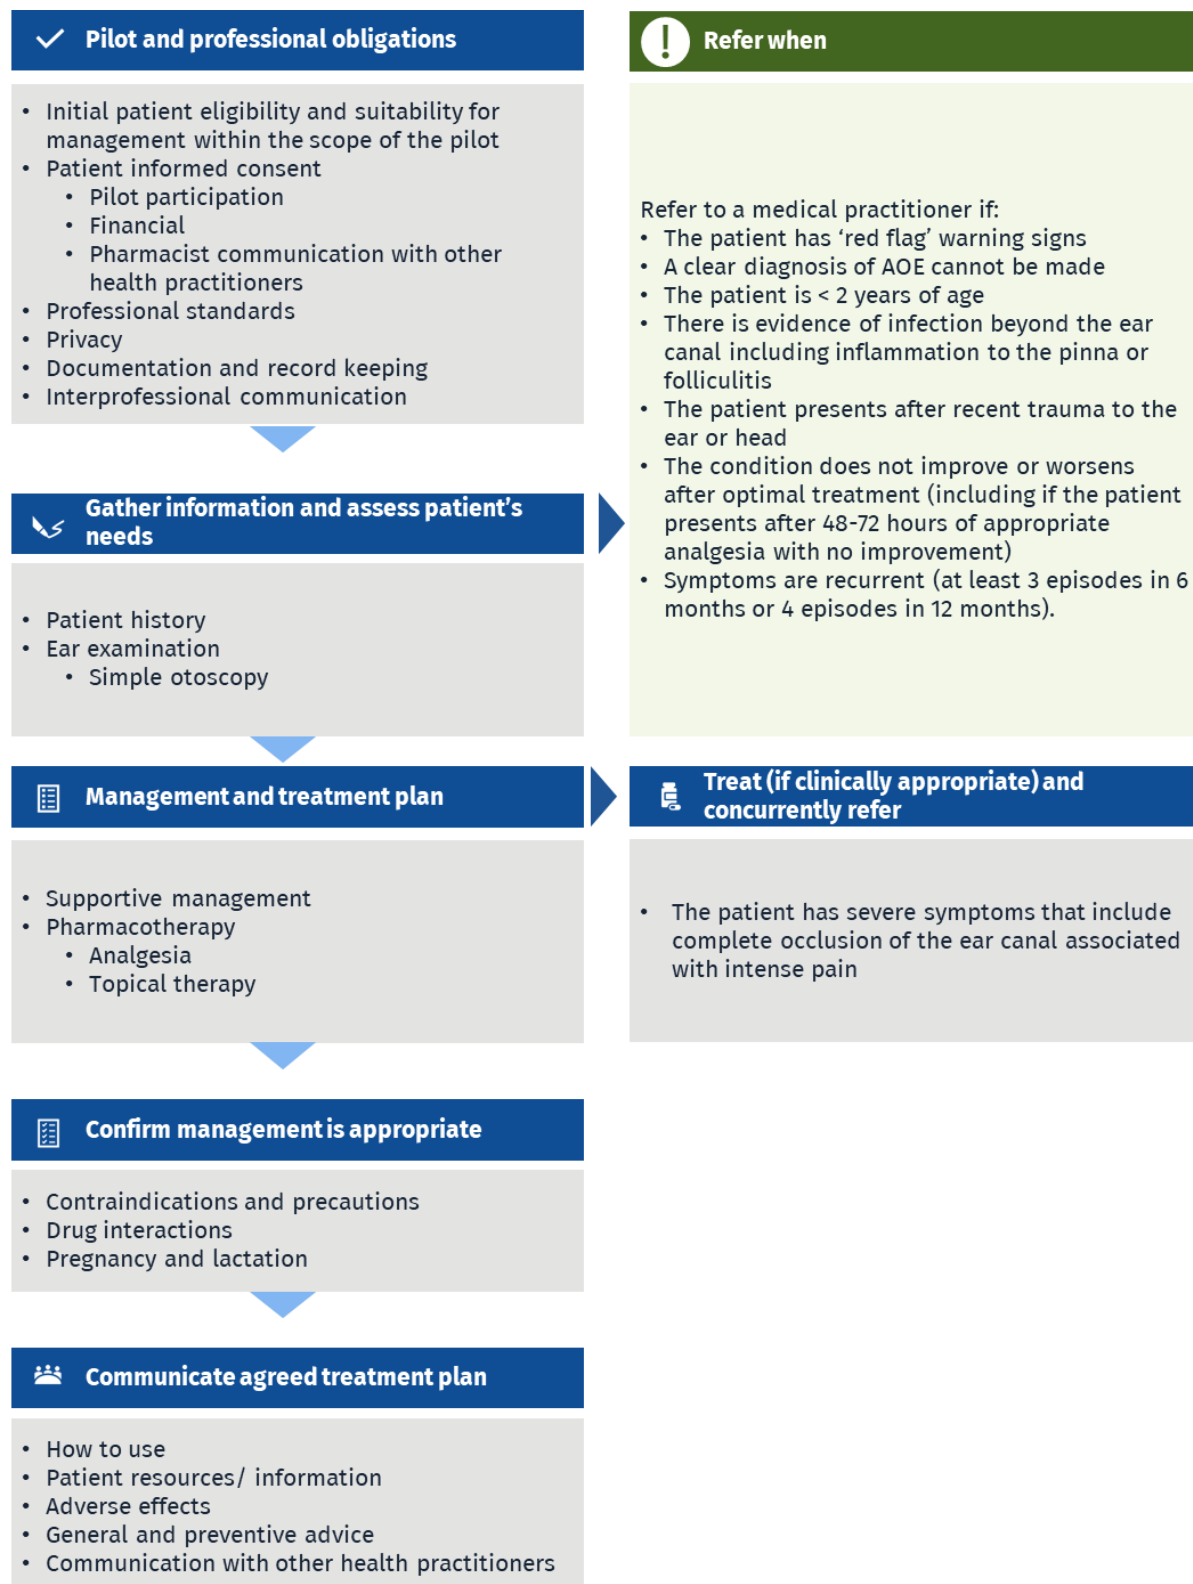 Pilot and professional obligations
• Initial patient eligibility and suitability for
management within the scope of the pilot
• Patient informed consent
• Pilot participation
• Financial
• Pharmacist communication with other
health practitioners
• Professional standards
• Privacy
• Documentation and record keeping
• Interprofessional communication
Refer when
Refer to a medical practitioner if:
• The patient has ‘red flag’ warning signs
• A clear diagnosis of AOE cannot be made
• The patient is < 2 years of age
• There is evidence of infection beyond the ear
canal including inflammation to the pinna or
folliculitis
• The patient presents after recent trauma to the
ear or head
• The condition does not improve or worsens
after optimal treatment (including if the patient
presents after 48-72 hours of appropriate
analgesia with no improvement)
• Symptoms are recurrent (at least 3 episodes in 6
months or 4 episodes in 12 months).
Gather information and assess patient’s
needs
• Patient history
• Ear examination
• Simple otoscopy
Management and treatment plan
• Supportive management
• Pharmacotherapy
• Analgesia
• Topical therapy
Treat (if clinically appropriate) and
concurrently refer
• The patient has severe symptoms that include
complete occlusion of the ear canal associated
with intense pain
Confirm management is appropriate
• Contraindications and precautions
• Drug interactions
• Pregnancy and lactation
Communicate agreed treatment plan
• How to use
• Patient resources/ information
• Adverse effects
• General and preventive advice
• Communication with other health practitioners